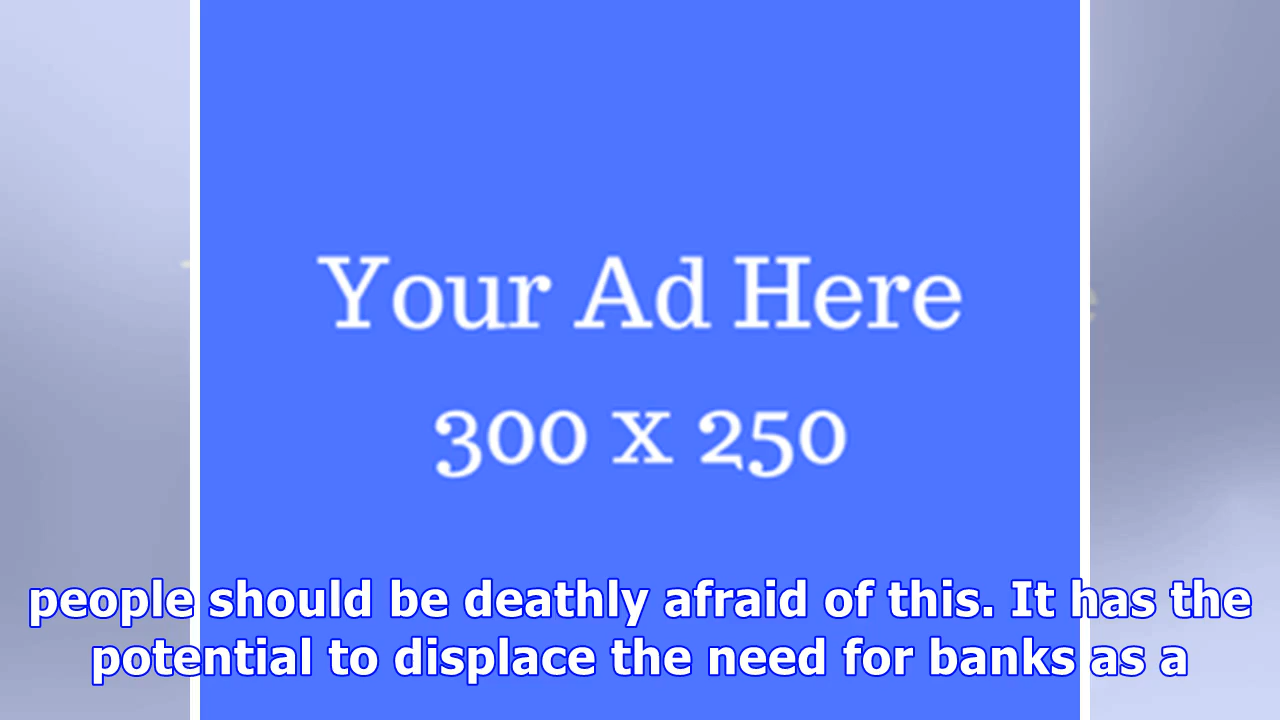 Your Ad Here
300 x 250
people should be deathly afraid of this. It has the
potential to displace the need for banks as a